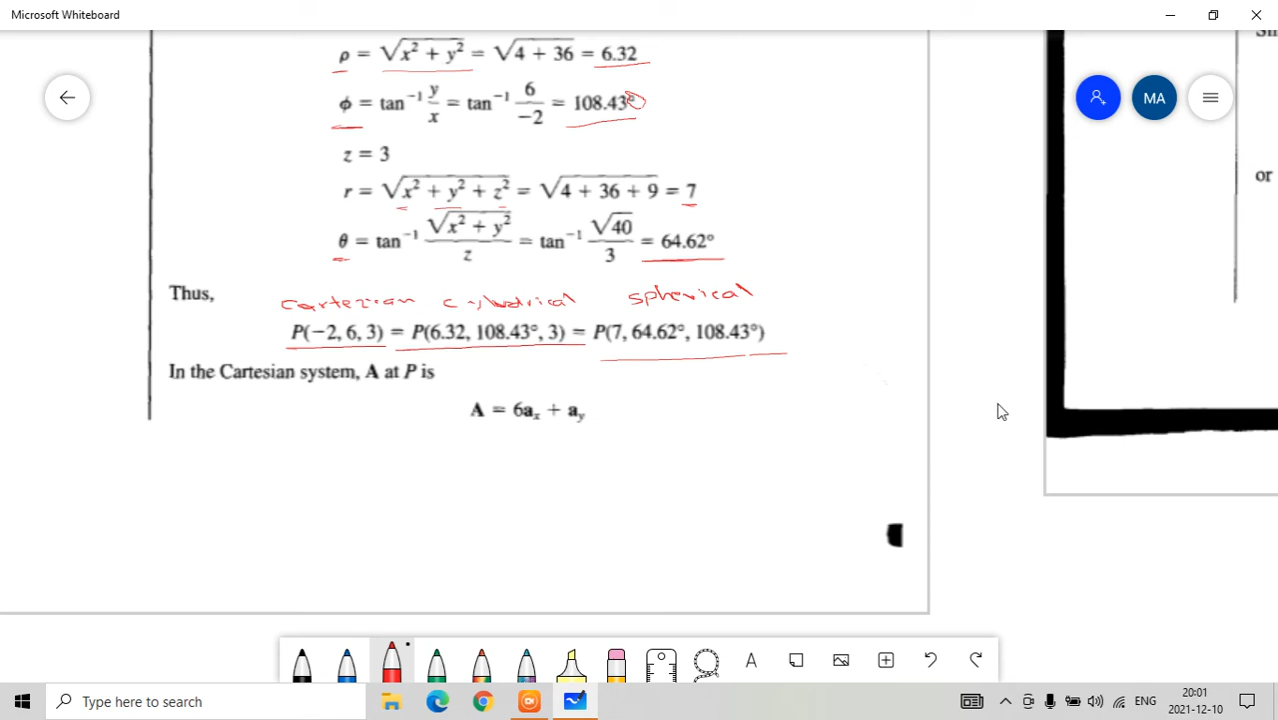 Microsoft Whiteboard
ρ = √x² + y² = √4 + 36 = 6.32
ϕ = tan⁻¹ y/x = tan⁻¹ 6/−2 = 108.43°
z = 3
r = √x² + y² + z² = √4 + 36 + 9 = 7
θ = tan⁻¹ √x² + y²/z = tan⁻¹ √40/3 = 64.62°
Thus,
cartezian cylindrical spherical
P(−2, 6, 3) = P(6.32, 108.43°, 3) = P(7, 64.62°, 108.43°)
In the Cartesian system, A at P is
A = 6aₓ + a_y
MA
or
Type here to search
ENG
20:01
2021-12-10